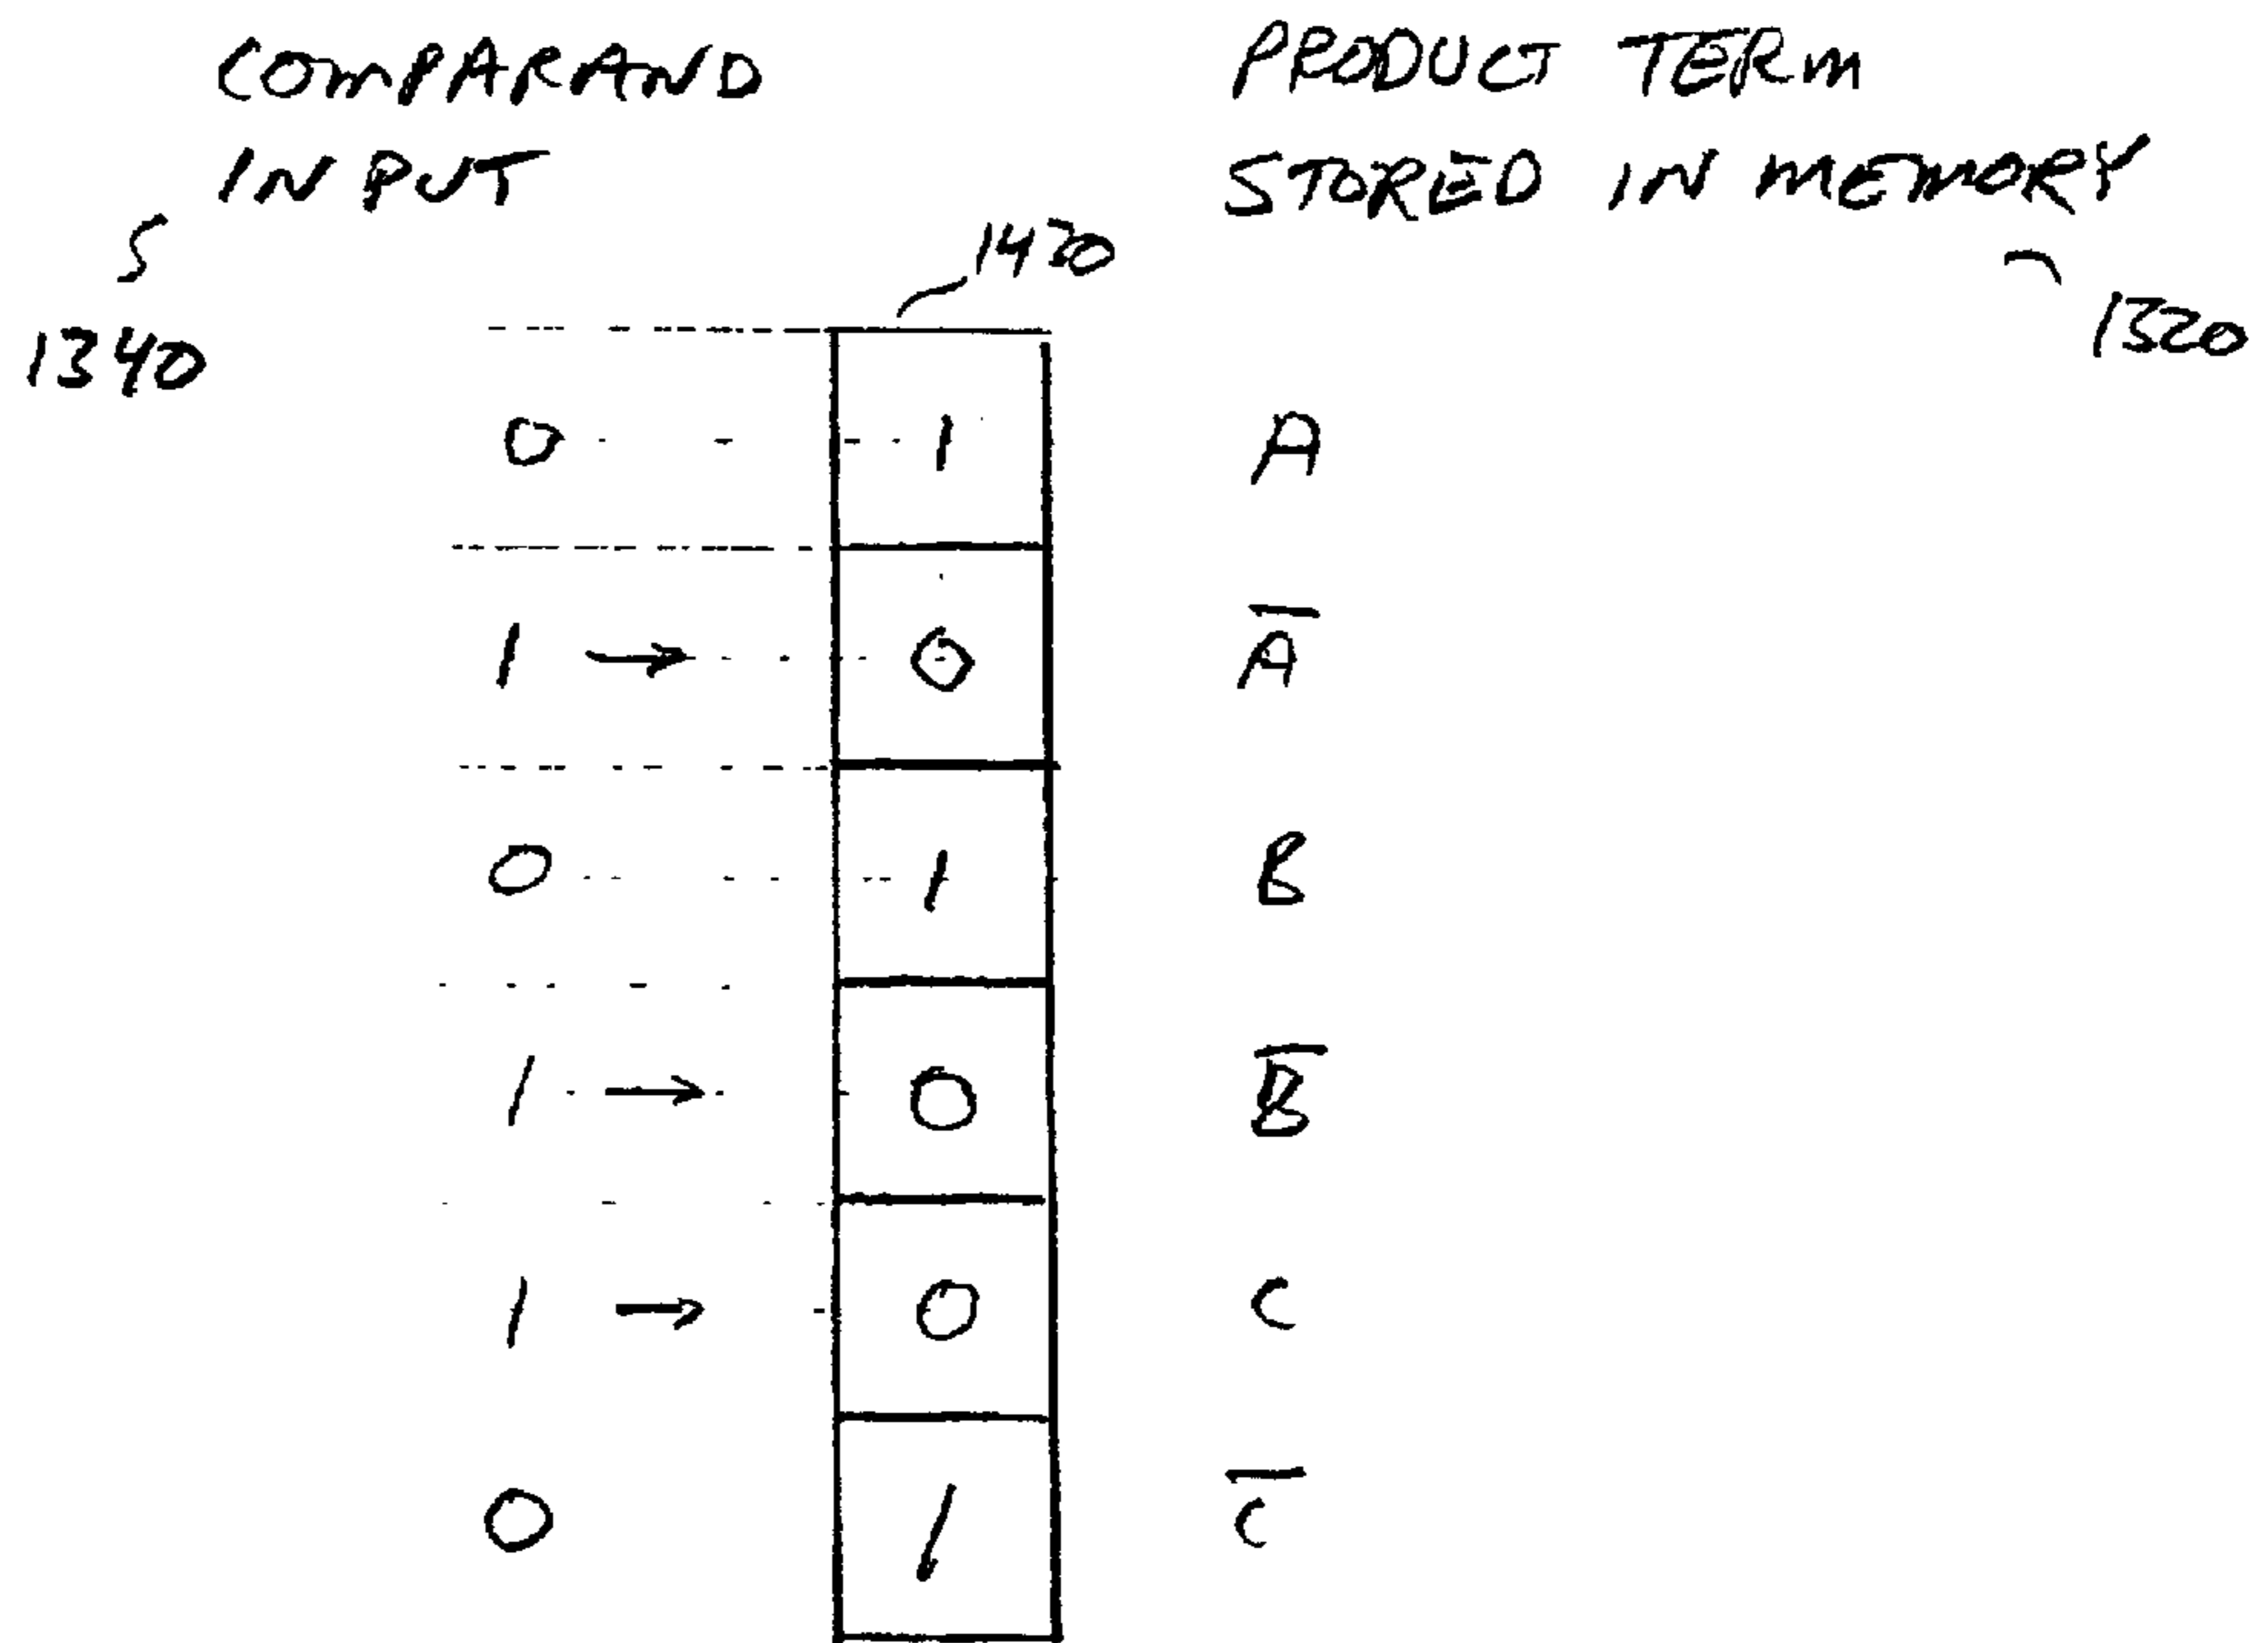 COMPARAND
INPUT
PRODUCT TERM
STORED IN MEMORY
1340
1420
1320
0 1 A
1 → 0 A̅
0 1 B
1 → 0 B̅
1 → 0 C
0 1 C̅